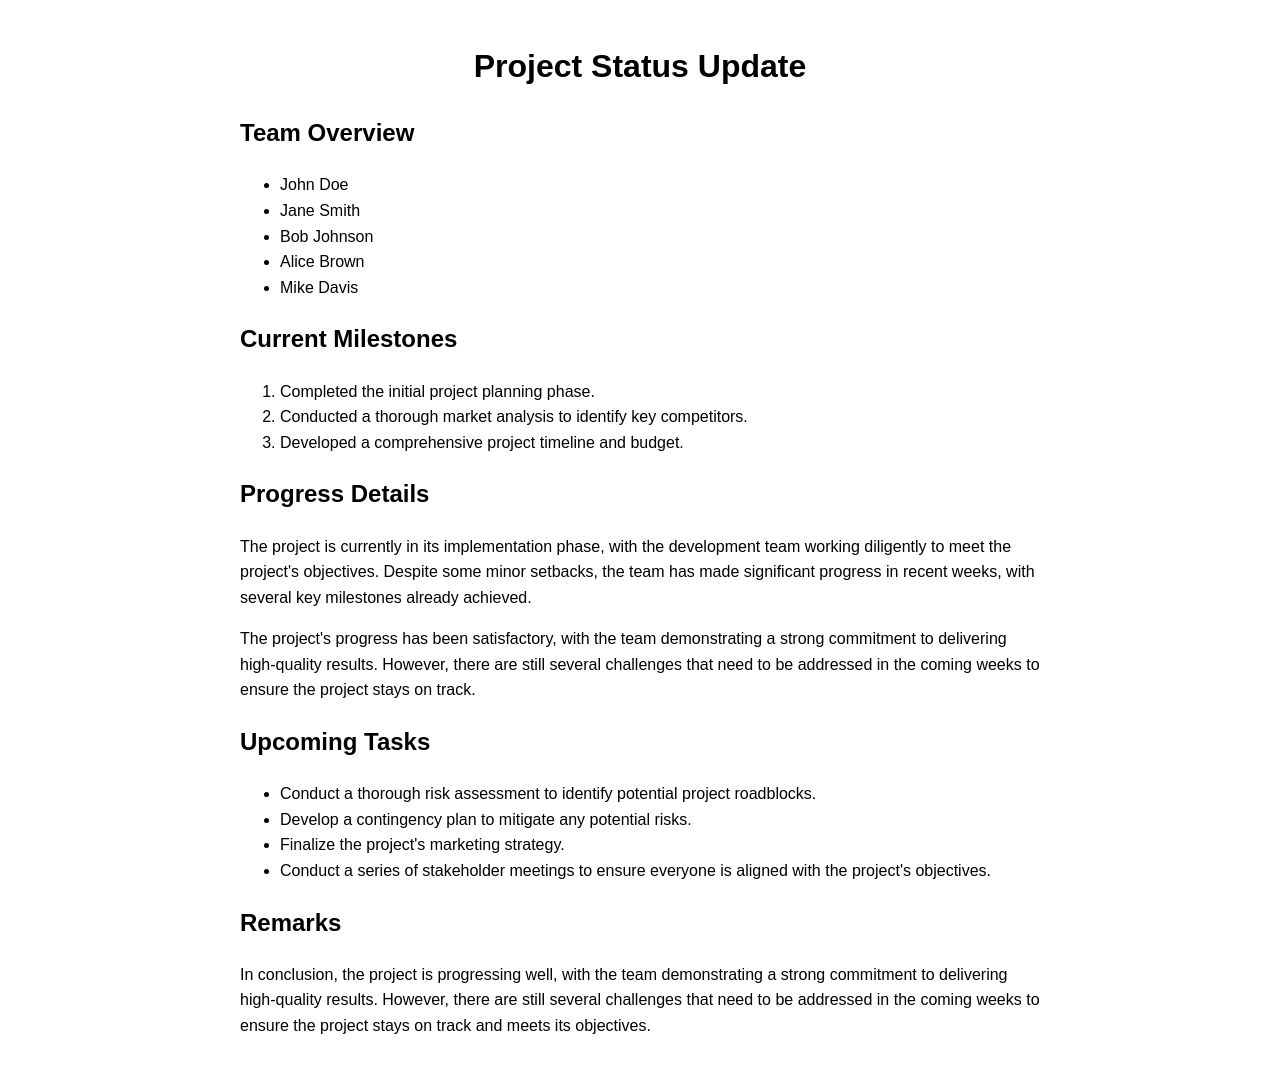 Project Status Update
Team Overview
• John Doe
• Jane Smith
• Bob Johnson
• Alice Brown
• Mike Davis
Current Milestones
1. Completed the initial project planning phase.
2. Conducted a thorough market analysis to identify key competitors.
3. Developed a comprehensive project timeline and budget.
Progress Details
The project is currently in its implementation phase, with the development team working diligently to meet the
project's objectives. Despite some minor setbacks, the team has made significant progress in recent weeks, with
several key milestones already achieved.
The project's progress has been satisfactory, with the team demonstrating a strong commitment to delivering
high-quality results. However, there are still several challenges that need to be addressed in the coming weeks to
ensure the project stays on track.
Upcoming Tasks
• Conduct a thorough risk assessment to identify potential project roadblocks.
• Develop a contingency plan to mitigate any potential risks.
• Finalize the project's marketing strategy.
• Conduct a series of stakeholder meetings to ensure everyone is aligned with the project's objectives.
Remarks
In conclusion, the project is progressing well, with the team demonstrating a strong commitment to delivering
high-quality results. However, there are still several challenges that need to be addressed in the coming weeks to
ensure the project stays on track and meets its objectives.